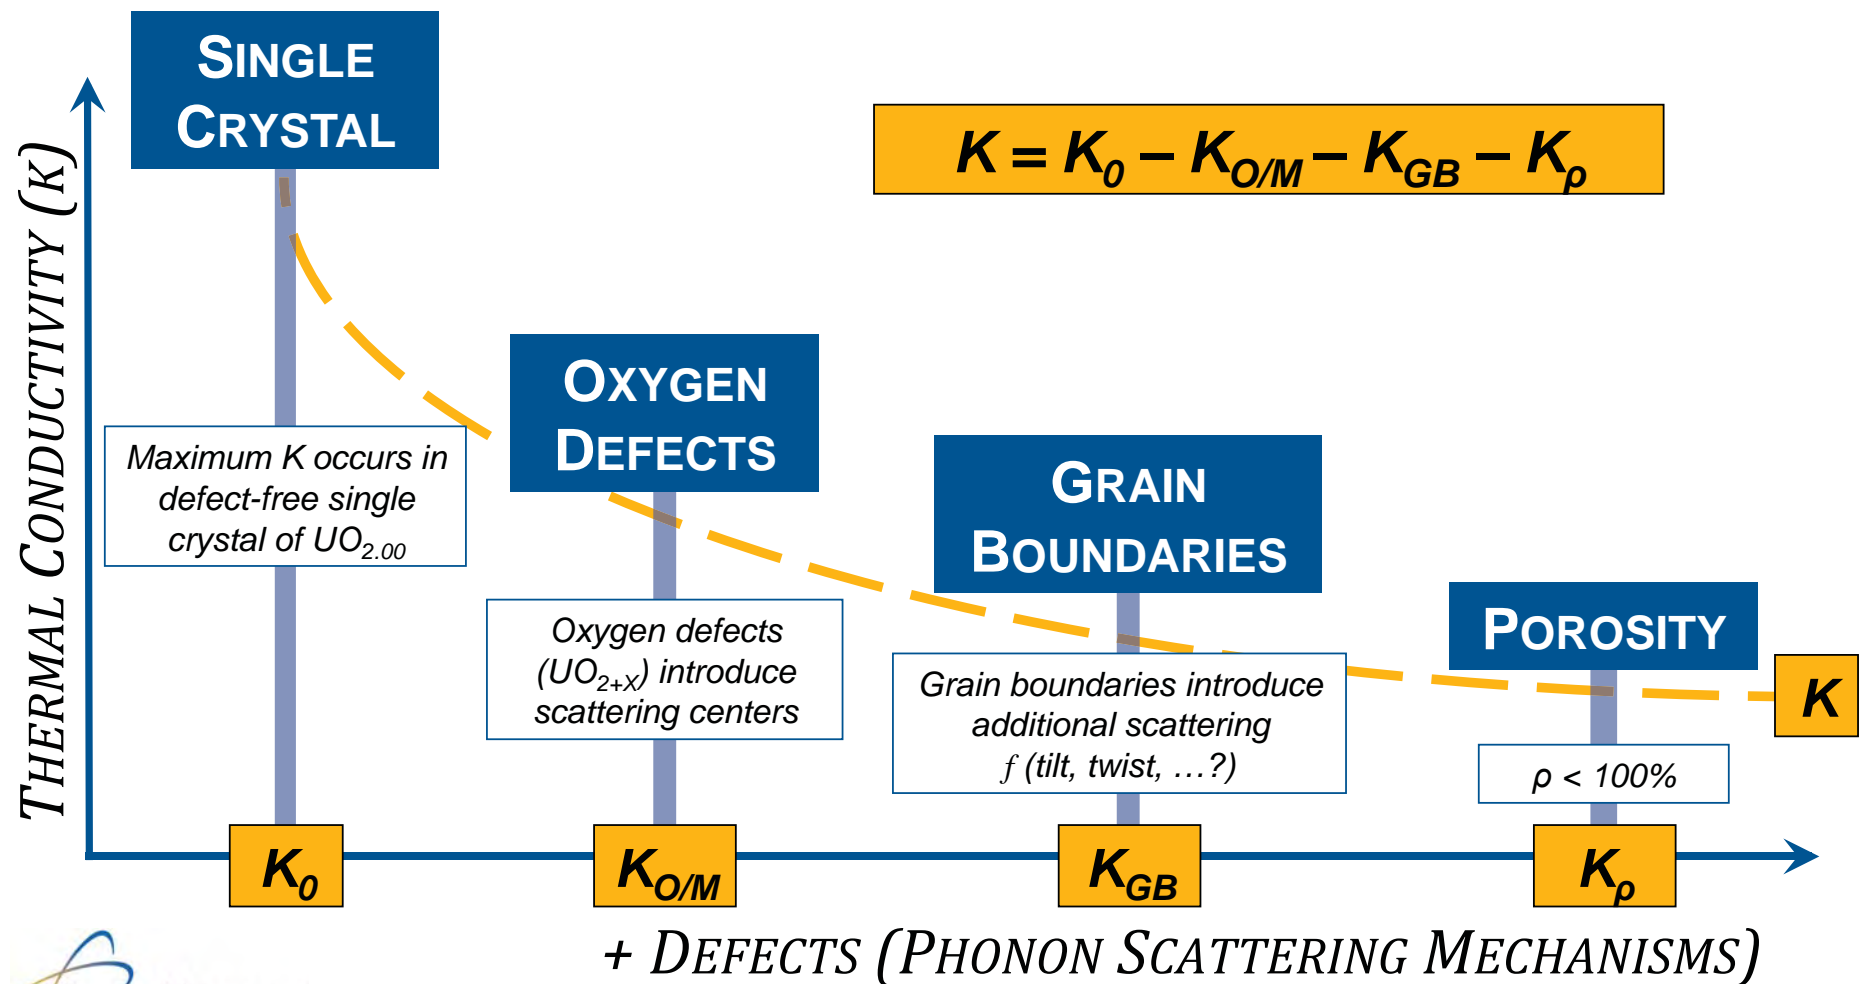 SINGLE
CRYSTAL
K = K0 – KO/M – KGB – Kρ
THERMAL CONDUCTIVITY (K)
OXYGEN
DEFECTS
Maximum K occurs in
defect-free single
crystal of UO2.00
GRAIN
BOUNDARIES
Oxygen defects
(UO2+X) introduce
scattering centers
POROSITY
Grain boundaries introduce
additional scattering
f (tilt, twist, …?)
K
ρ < 100%
K0
KO/M
KGB
Kρ
+ DEFECTS (PHONON SCATTERING MECHANISMS)